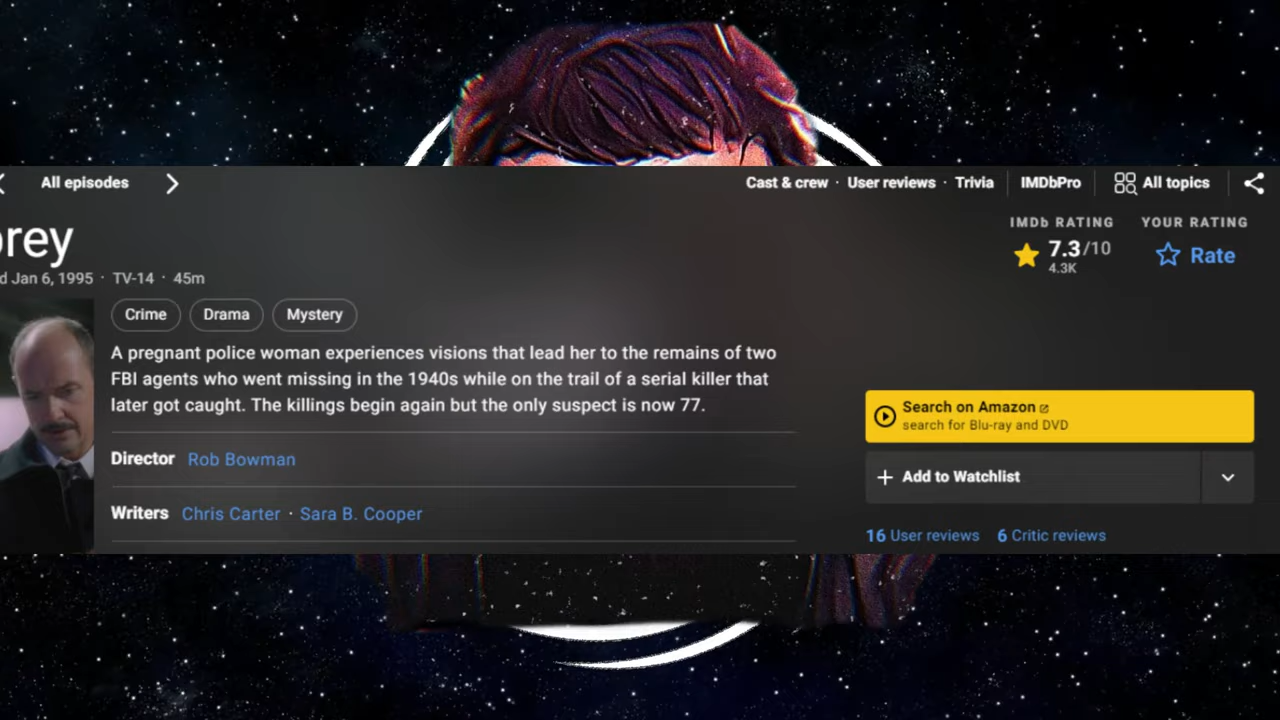 All episodes
Cast & crew · User reviews · Trivia
IMDbPro
All topics
rey
IMDb RATING
YOUR RATING
7.3/10
4.3K
Rate
d Jan 6, 1995 · TV-14 · 45m
Crime
Drama
Mystery
A pregnant police woman experiences visions that lead her to the remains of two
FBI agents who went missing in the 1940s while on the trail of a serial killer that
later got caught. The killings begin again but the only suspect is now 77.
Search on Amazon
search for Blu-ray and DVD
Director Rob Bowman
+ Add to Watchlist
Writers Chris Carter · Sara B. Cooper
16 User reviews 6 Critic reviews